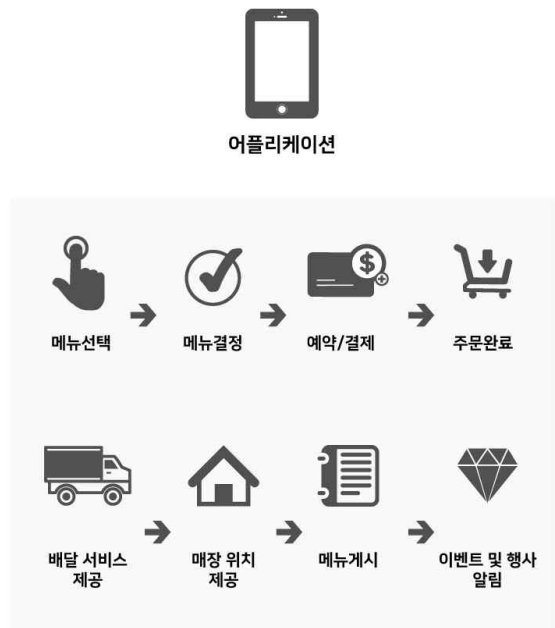 어플리케이션
메뉴선택
메뉴결정
예약/결제
주문완료
배달 서비스
제공
매장 위치
제공
메뉴게시
이벤트 및 행사
알림